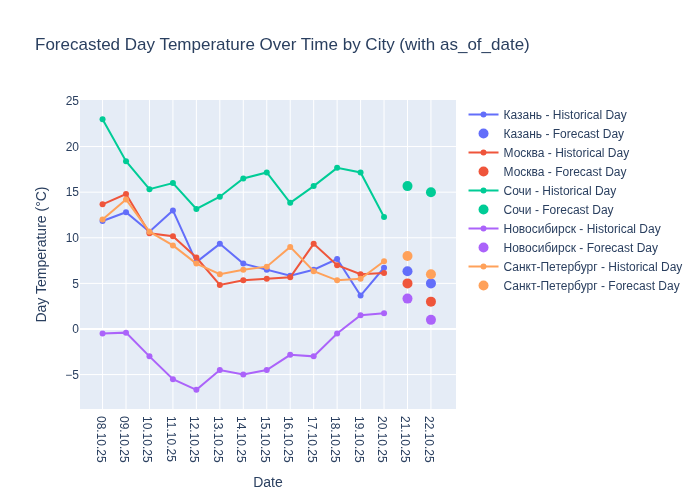 Forecasted Day Temperature Over Time by City (with as_of_date)
25
20
15
10
5
0
−5
Day Temperature (°C)
08.10.25
09.10.25
10.10.25
11.10.25
12.10.25
13.10.25
14.10.25
15.10.25
16.10.25
17.10.25
18.10.25
19.10.25
20.10.25
21.10.25
22.10.25
Date
Казань - Historical Day
Казань - Forecast Day
Москва - Historical Day
Москва - Forecast Day
Сочи - Historical Day
Сочи - Forecast Day
Новосибирск - Historical Day
Новосибирск - Forecast Day
Санкт-Петербург - Historical Day
Санкт-Петербург - Forecast Day